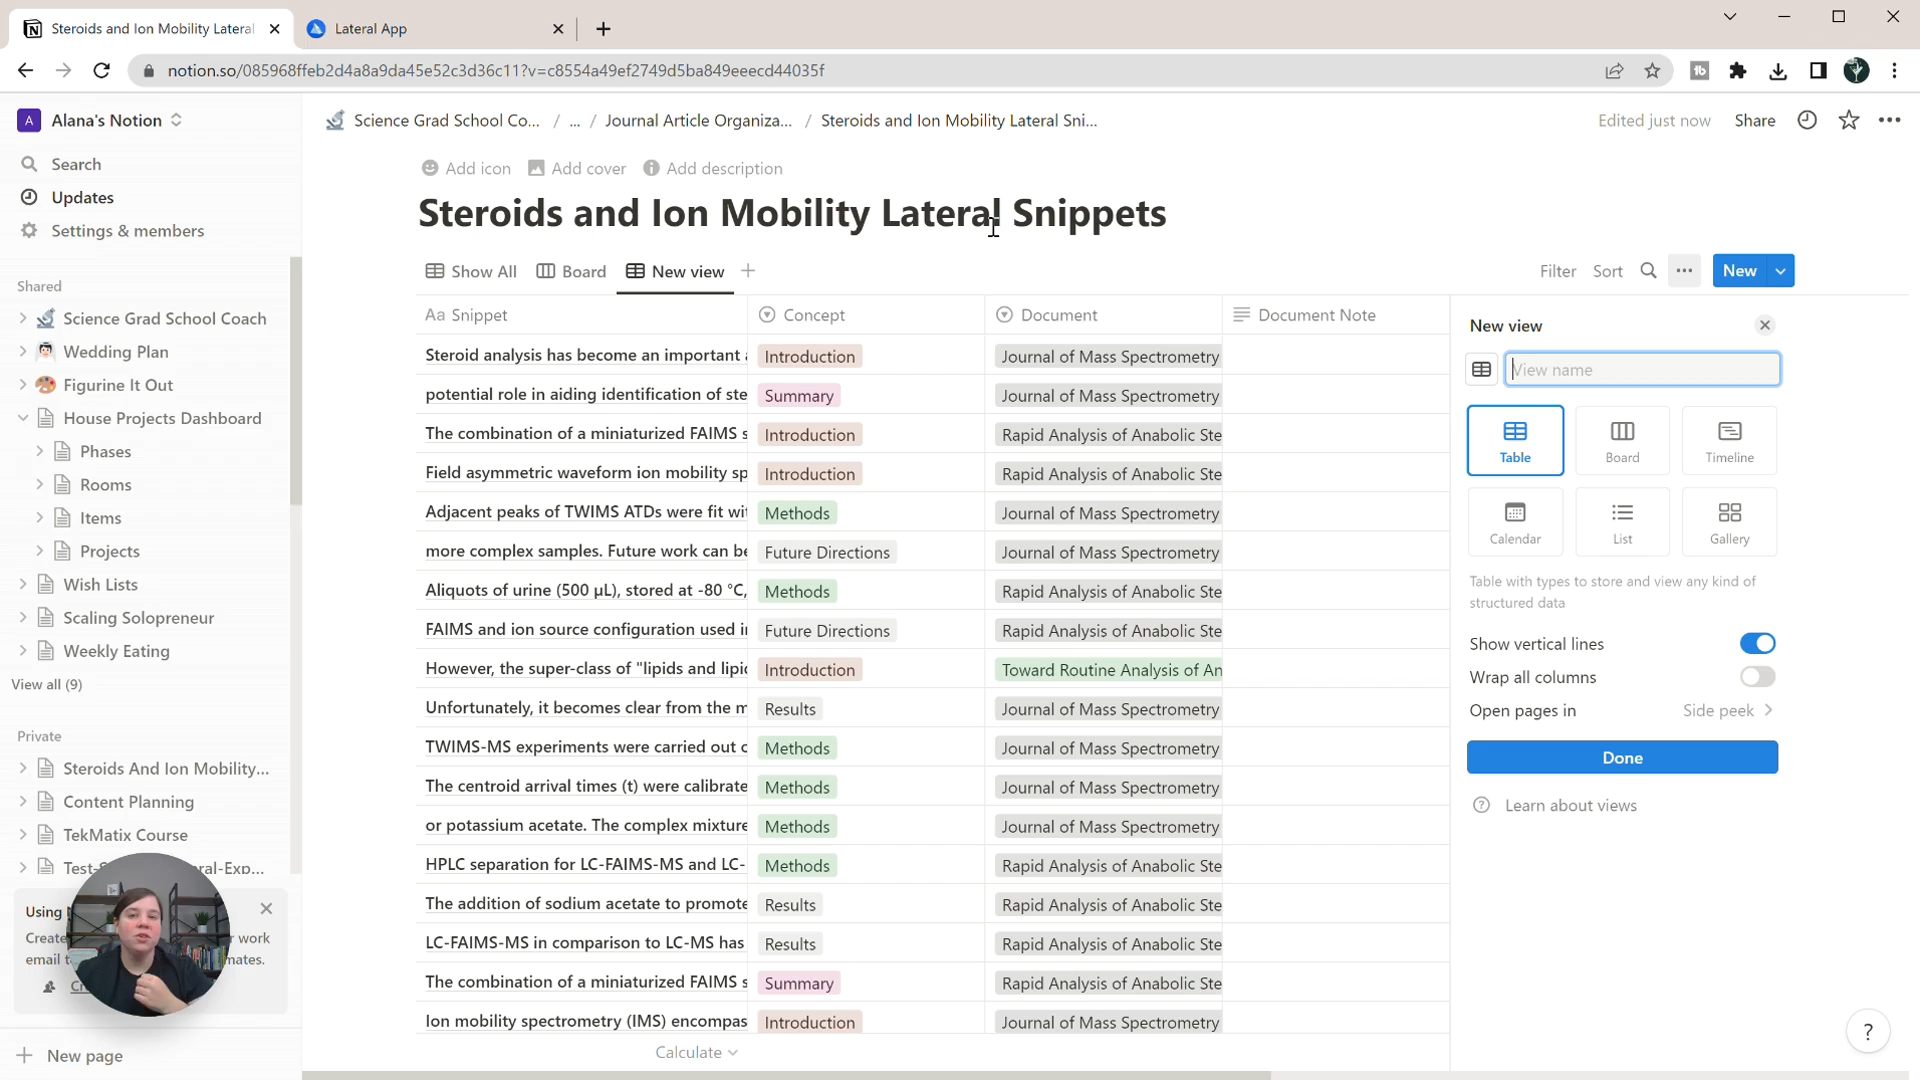 Steroids and Ion Mobility Lateral
Lateral App
notion.so/085968ffeb2d4a8a9da45e52c3d36c11?v=c8554a49ef2749d5ba849eeecd44035f
A Alana's Notion
Search
Updates
Settings & members
Shared
Science Grad School Coach
Wedding Plan
Figurine It Out
House Projects Dashboard
Phases
Rooms
Items
Projects
Wish Lists
Scaling Solopreneur
Weekly Eating
View all (9)
Private
Steroids And Ion Mobility...
Content Planning
TekMatix Course
Test-S ral-Exp...
Using
Create r work
email t mates.
New page
Science Grad School Co... / ... / Journal Article Organiza... / Steroids and Ion Mobility Lateral Sni...
Edited just now Share
Add icon Add cover Add description
Steroids and Ion Mobility Lateral Snippets
Show All Board New view
Filter Sort New
Aa Snippet Concept Document Document Note
Steroid analysis has become an important Introduction Journal of Mass Spectrometry
potential role in aiding identification of ste Summary Journal of Mass Spectrometry
The combination of a miniaturized FAIMS s Introduction Rapid Analysis of Anabolic Ste
Field asymmetric waveform ion mobility sp Introduction Rapid Analysis of Anabolic Ste
Adjacent peaks of TWIMS ATDs were fit wit Methods Journal of Mass Spectrometry
more complex samples. Future work can be Future Directions Journal of Mass Spectrometry
Aliquots of urine (500 µL), stored at -80 °C, Methods Rapid Analysis of Anabolic Ste
FAIMS and ion source configuration used in Future Directions Rapid Analysis of Anabolic Ste
However, the super-class of "lipids and lipid Introduction Toward Routine Analysis of An
Unfortunately, it becomes clear from the m Results Journal of Mass Spectrometry
TWIMS-MS experiments were carried out o Methods Journal of Mass Spectrometry
The centroid arrival times (t) were calibrate Methods Journal of Mass Spectrometry
or potassium acetate. The complex mixture Methods Journal of Mass Spectrometry
HPLC separation for LC-FAIMS-MS and LC- Methods Rapid Analysis of Anabolic Ste
The addition of sodium acetate to promote Results Rapid Analysis of Anabolic Ste
LC-FAIMS-MS in comparison to LC-MS has Results Rapid Analysis of Anabolic Ste
The combination of a miniaturized FAIMS s Summary Rapid Analysis of Anabolic Ste
Ion mobility spectrometry (IMS) encompas Introduction Journal of Mass Spectrometry
Calculate
New view
View name
Table Board Timeline
Calendar List Gallery
Table with types to store and view any kind of
structured data
Show vertical lines
Wrap all columns
Open pages in Side peek
Done
Learn about views
?